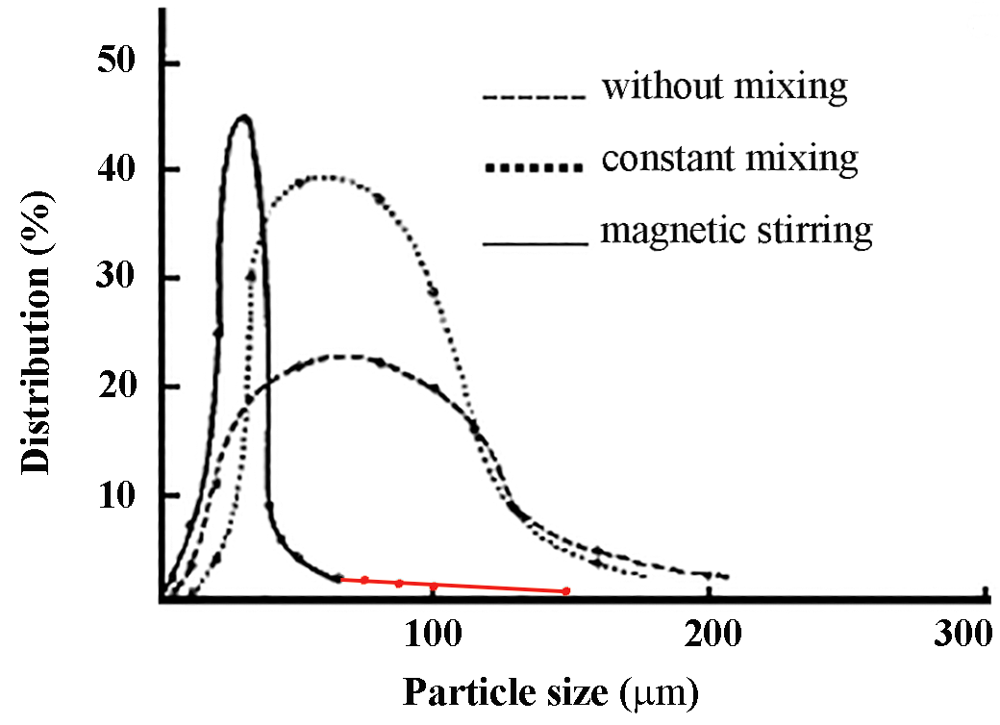 50
40
30
20
10
Distribution (%)
without mixing
constant mixing
magnetic stirring
100
200
300
Particle size (μm)